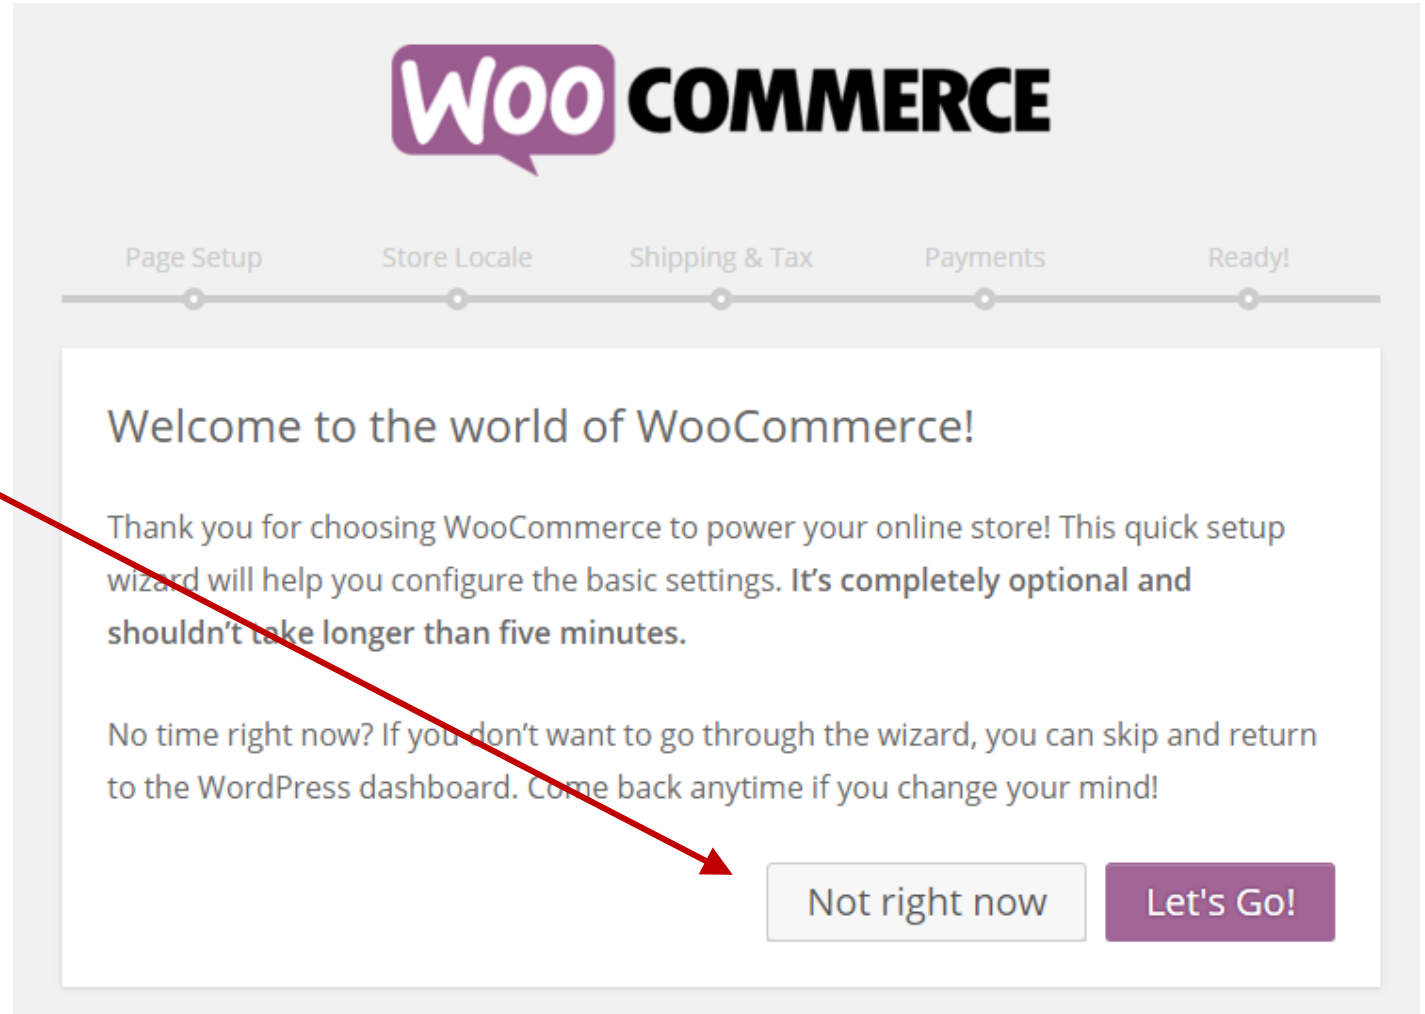 WOO COMMERCE
Page Setup Store Locale Shipping & Tax Payments Ready!
Welcome to the world of WooCommerce!
Thank you for choosing WooCommerce to power your online store! This quick setup
wizard will help you configure the basic settings. It’s completely optional and
shouldn’t take longer than five minutes.
No time right now? If you don’t want to go through the wizard, you can skip and return
to the WordPress dashboard. Come back anytime if you change your mind!
Not right now Let's Go!